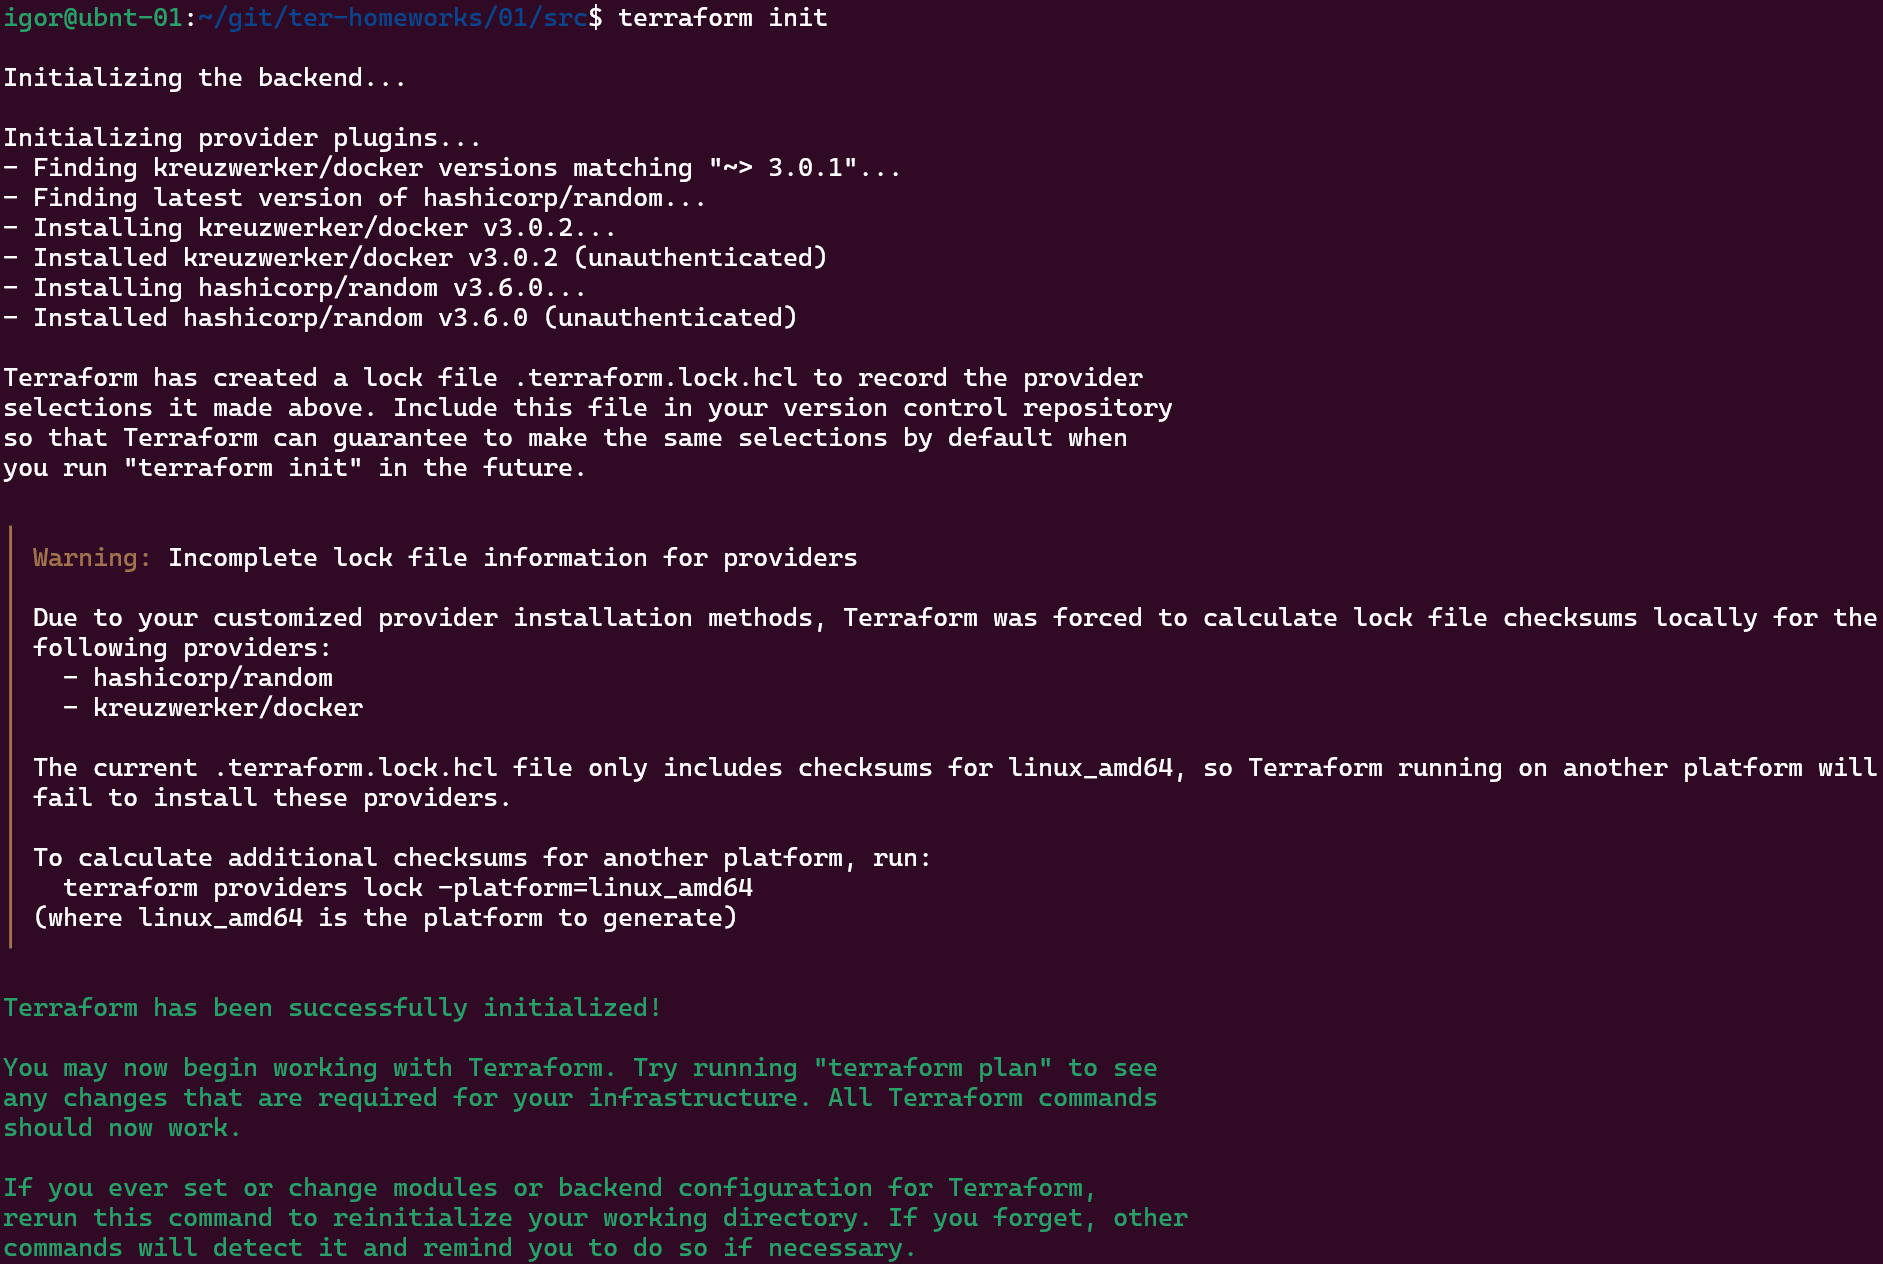 igor@ubnt-01:~/git/ter-homeworks/01/src$ terraform init
Initializing the backend...
Initializing provider plugins...
- Finding kreuzwerker/docker versions matching "~> 3.0.1"...
- Finding latest version of hashicorp/random...
- Installing kreuzwerker/docker v3.0.2...
- Installed kreuzwerker/docker v3.0.2 (unauthenticated)
- Installing hashicorp/random v3.6.0...
- Installed hashicorp/random v3.6.0 (unauthenticated)
Terraform has created a lock file .terraform.lock.hcl to record the provider
selections it made above. Include this file in your version control repository
so that Terraform can guarantee to make the same selections by default when
you run "terraform init" in the future.
Warning: Incomplete lock file information for providers
Due to your customized provider installation methods, Terraform was forced to calculate lock file checksums locally for the
following providers:
- hashicorp/random
- kreuzwerker/docker
The current .terraform.lock.hcl file only includes checksums for linux_amd64, so Terraform running on another platform will
fail to install these providers.
To calculate additional checksums for another platform, run:
terraform providers lock -platform=linux_amd64
(where linux_amd64 is the platform to generate)
Terraform has been successfully initialized!
You may now begin working with Terraform. Try running "terraform plan" to see
any changes that are required for your infrastructure. All Terraform commands
should now work.
If you ever set or change modules or backend configuration for Terraform,
rerun this command to reinitialize your working directory. If you forget, other
commands will detect it and remind you to do so if necessary.